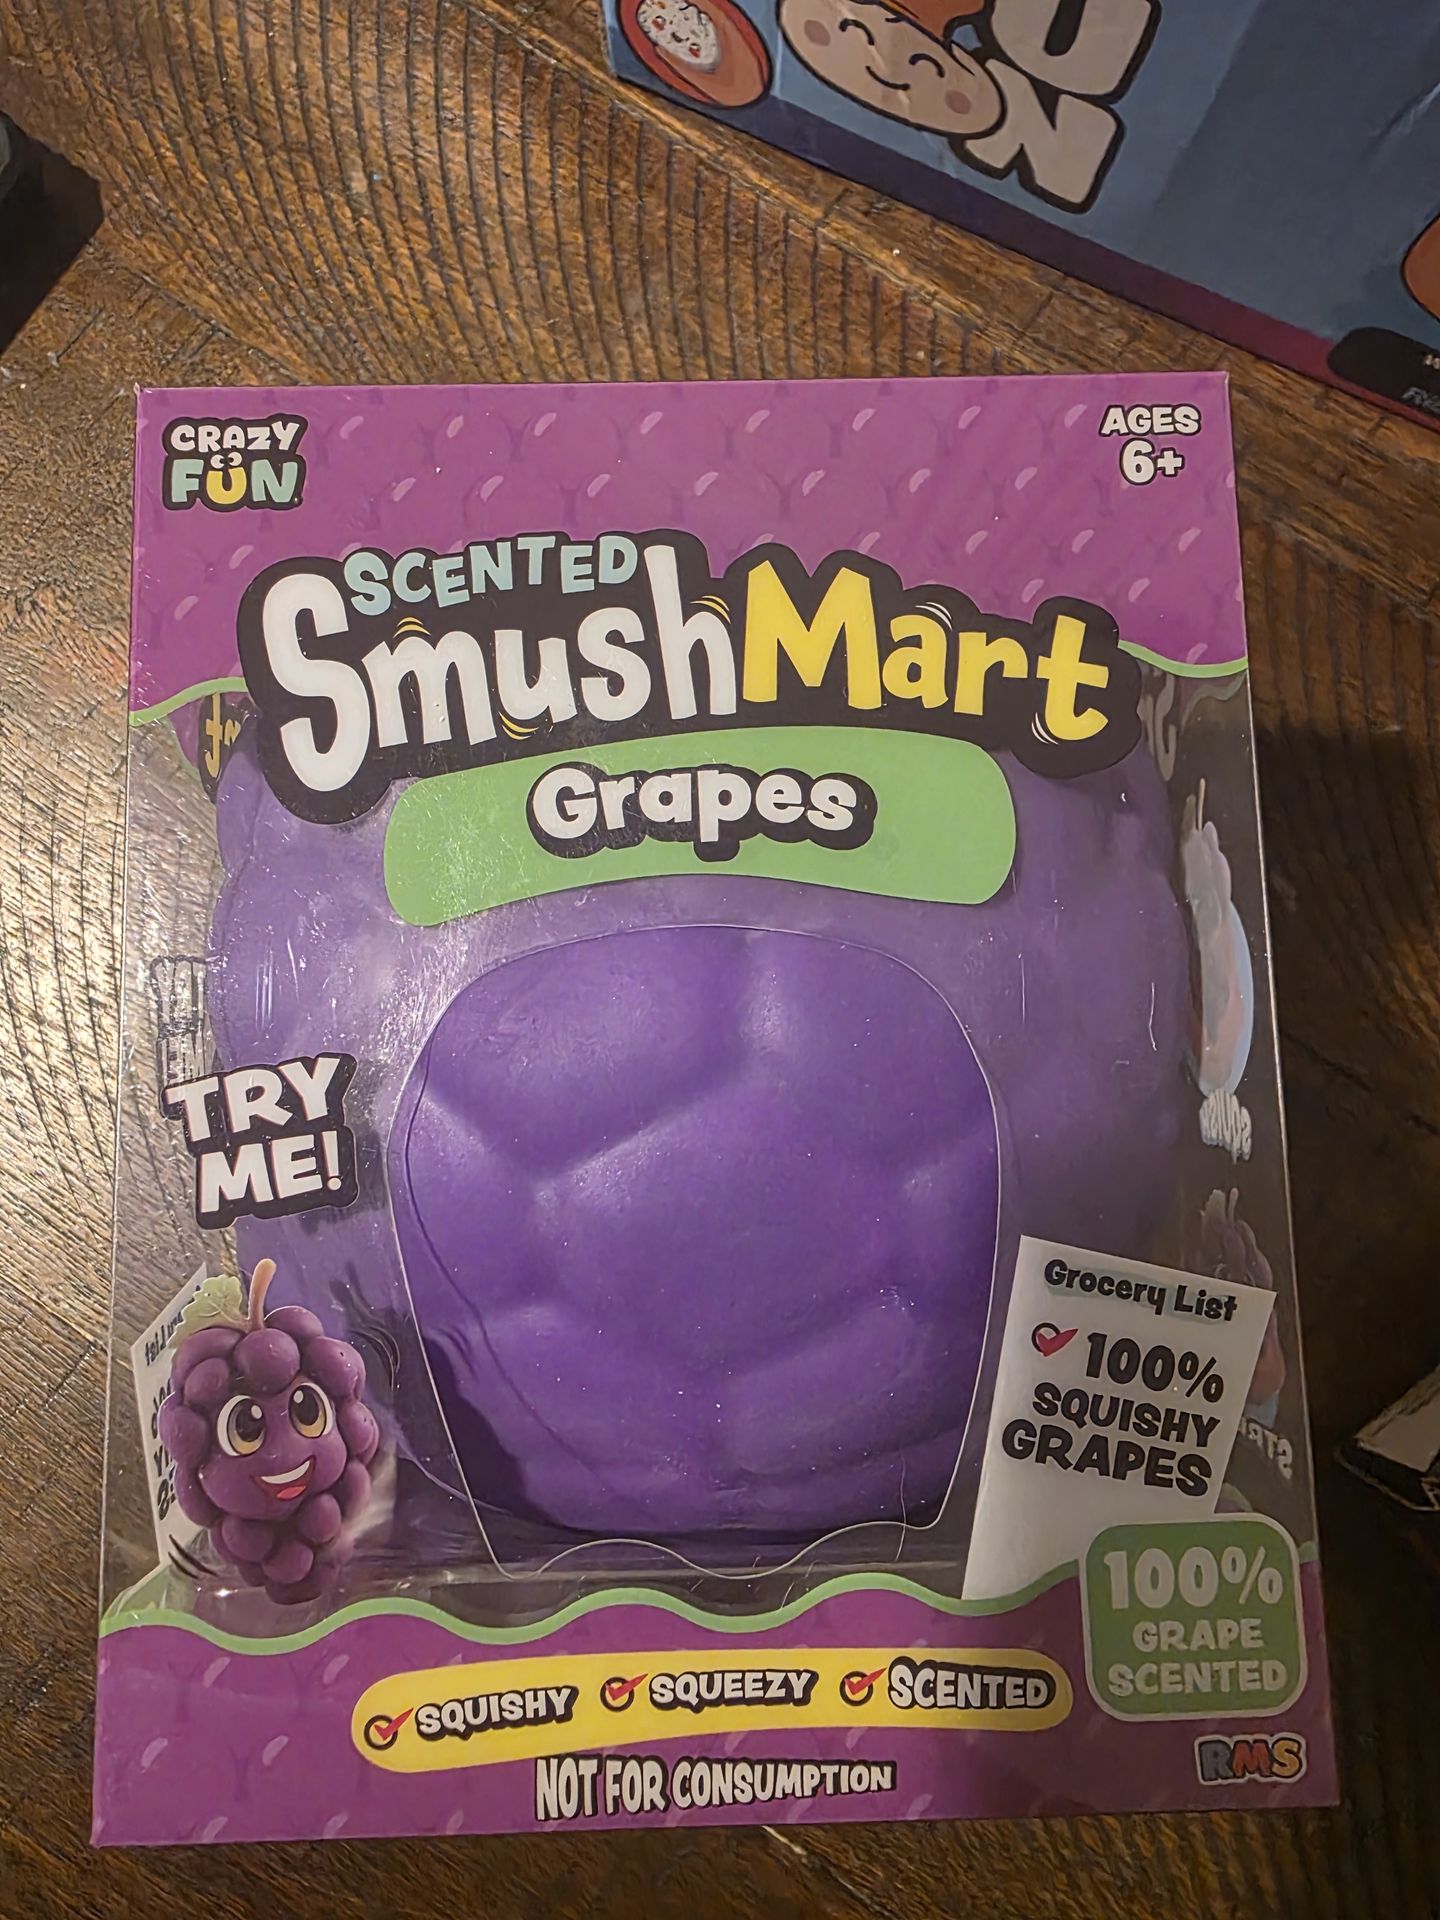 UN
CRAZY
FUN
AGES
6+
SCENTED
SmushMart
Grapes
TRY
ME!
Grocery List
100%
SQUISHY
GRAPES
100%
GRAPE
SCENTED
SQUISHY SQUEEZY SCENTED
NOT FOR CONSUMPTION
RMS